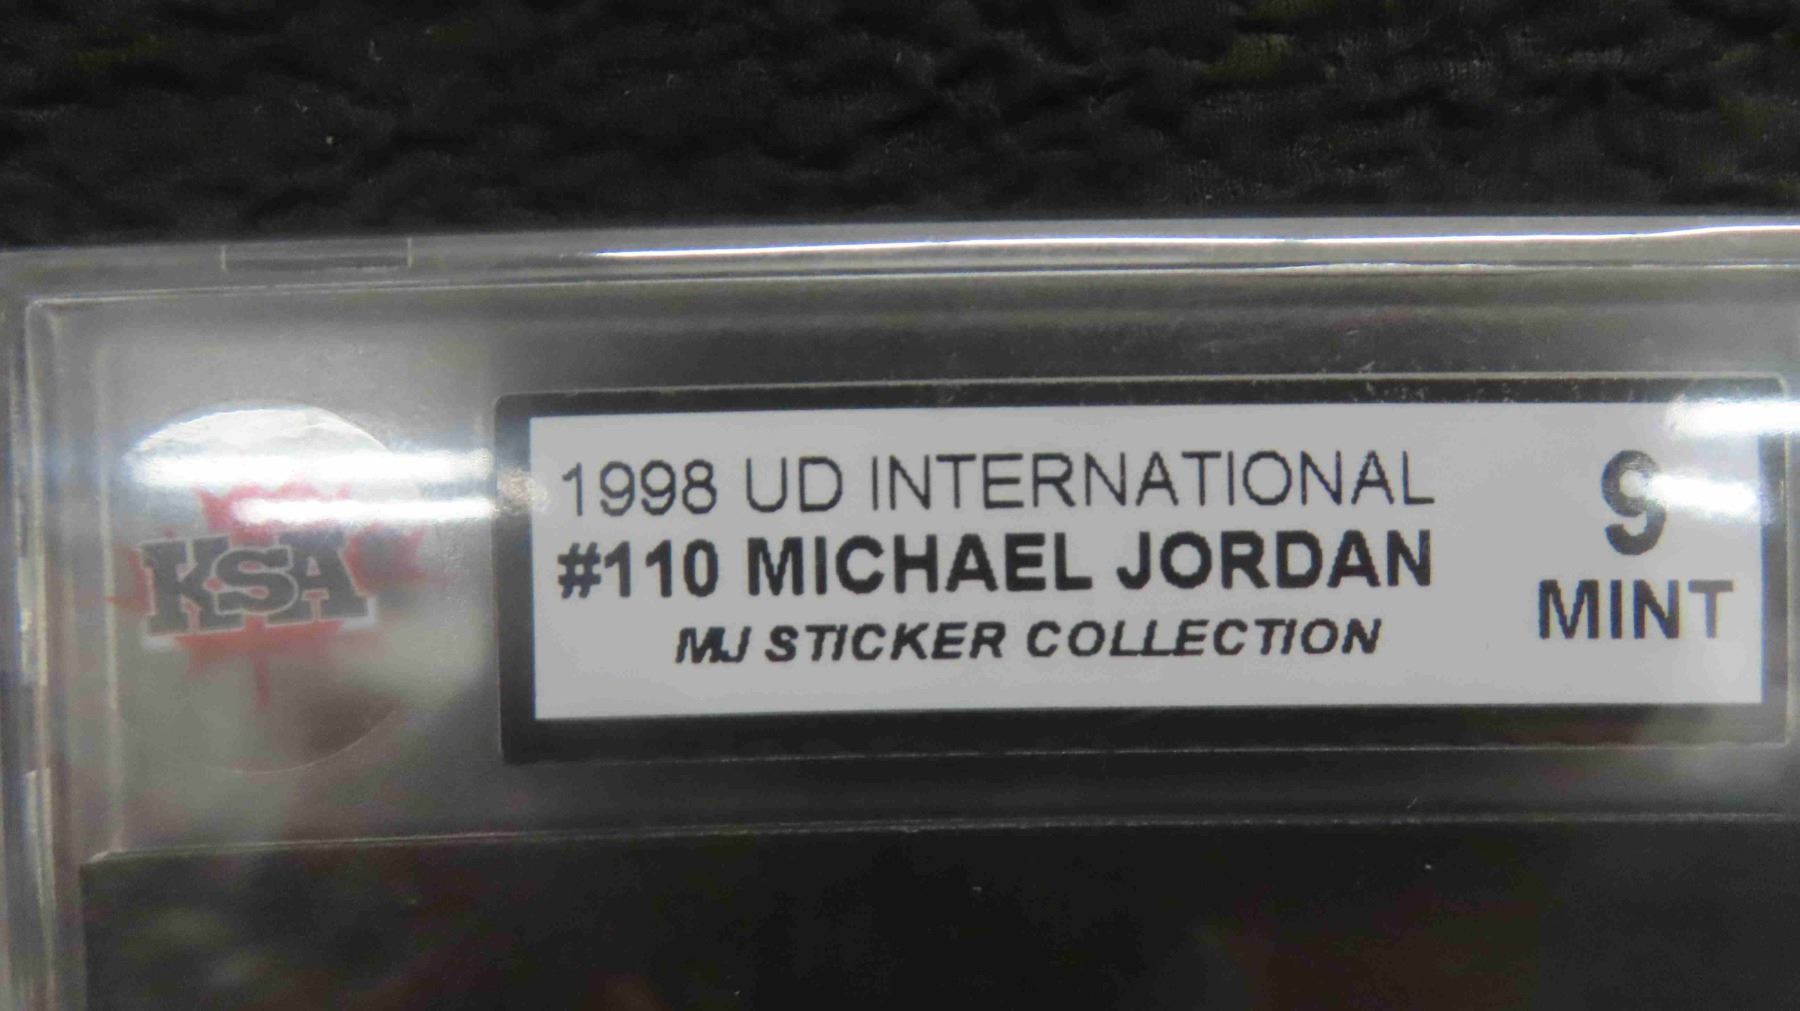 KSA
1998 UD INTERNATIONAL
#110 MICHAEL JORDAN
MJ STICKER COLLECTION
9
MINT